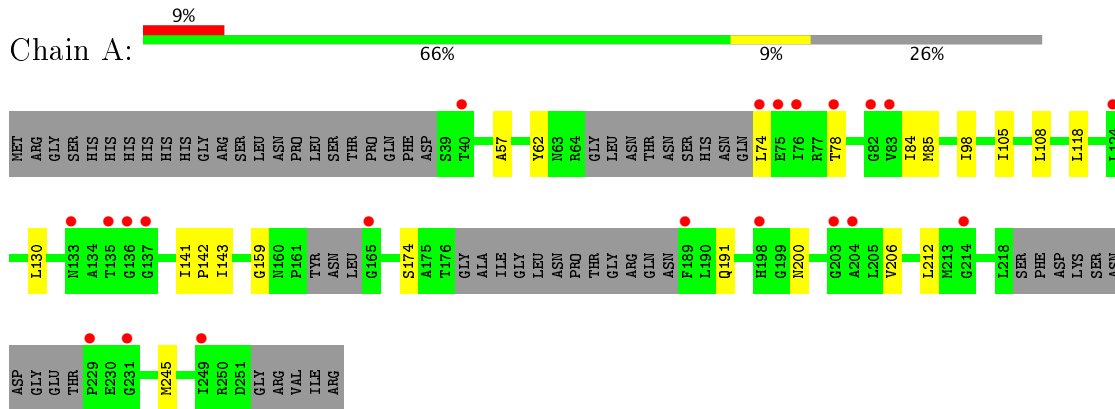 9%
Chain A:
66% 9% 26%
MET ARG GLY SER HIS HIS HIS HIS HIS HIS GLY ARG SER LEU ASN PRO LEU SER THR PRO GLN PHE ASP S39 T40 A57 Y62 N63 R64 GLY LEU ASN THR ASN SER HIS ASN GLN L74 E75 I76 R77 T78 G82 V83 I84 M85 I98 I105 L108 L118 L124
L130 N133 A134 T135 G136 G137 I141 P142 I143 G159 N160 P161 TYR ASN LEU G165 S174 A175 T176 GLY ALA ILE GLY LEU ASN PRO THR GLY ARG GLN ASN F189 L190 Q191 H198 G199 N200 G203 A204 L205 V206 L212 M213 G214 L218 SER PHE ASP LYS SER ASN
ASP GLY GLU THR P229 E230 G231 M245 I249 R250 D251 GLY ARG VAL ILE ARG